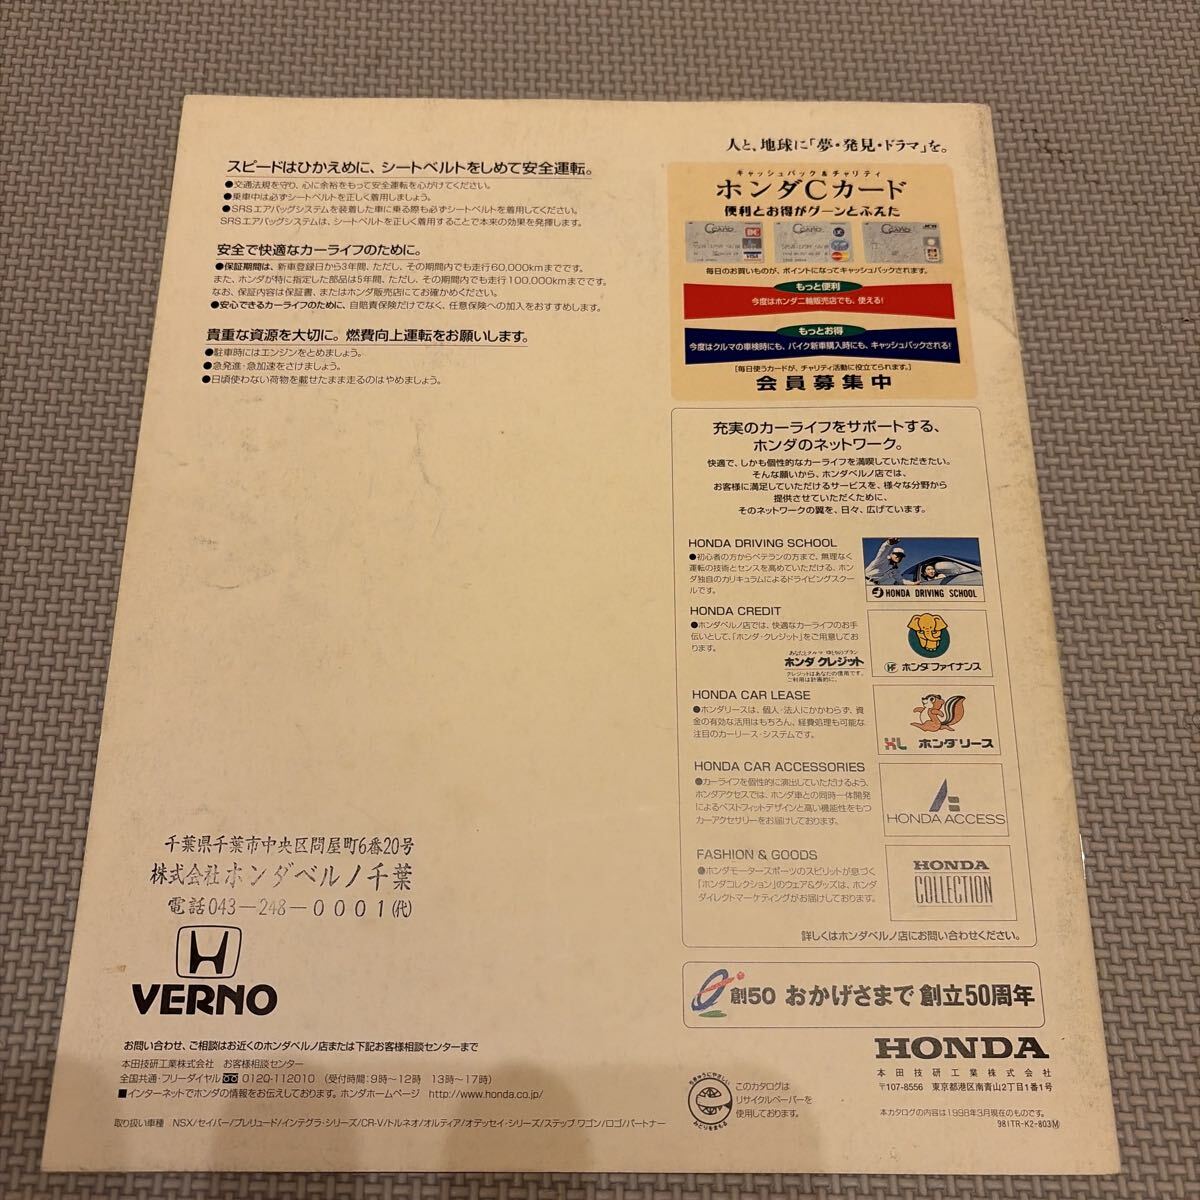 人と、地球に「夢・発見・ドラマ」を。
スピードはひかえめに、シートベルトをしめて安全運転。
●交通法規を守り、心に余裕をもって安全運転を心がけてください。
●乗車中は必ずシートベルトを正しく着用しましょう。
●SRSエアバッグシステムを装着した車に乗る際も必ずシートベルトを着用してください。
SRSエアバッグシステムは、シートベルトを正しく着用することで本来の効果を発揮します。
安全で快適なカーライフのために。
●保証期間は、新車登録日から3年間、ただし、その期間内でも走行60,000kmまでです。
また、ホンダが特に指定した部品は5年間、ただし、その期間内でも走行100,000kmまでです。
なお、保証内容は保証書、またはホンダ販売店にてお確かめください。
●安心できるカーライフのために、自賠責保険だけでなく、任意保険への加入をおすすめします。
貴重な資源を大切に。燃費向上運転をお願いします。
●駐車時にはエンジンをとめましょう。
●急発進・急加速をさけましょう。
●日頃使わない荷物を載せたまま走るのはやめましょう。
キャッシュバック&チャリティ
ホンダCカード
便利とお得がグーンとふえた
毎日のお買いものが、ポイントになってキャッシュバックされます。
もっと便利
今度はホンダ二輪販売店でも、使える!
もっとお得
今度はクルマの車検時にも、バイク新車購入時にも、キャッシュバックされる!
[毎日使うカードが、チャリティ活動に役立てられます。]
会員募集中
充実のカーライフをサポートする、
ホンダのネットワーク。
快適で、しかも個性的なカーライフを満喫していただきたい。
そんな願いから、ホンダベルノ店では、
お客様に満足していただけるサービスを、様々な分野から
提供させていただくために、
そのネットワークの翼を、日々、広げています。
HONDA DRIVING SCHOOL
●初心者の方からベテランの方まで、無理なく
運転の技術とセンスを高めていただける、ホン
ダ独自のカリキュラムによるドライビングスクー
ルです。
HONDA DRIVING SCHOOL
HONDA CREDIT
●ホンダベルノ店では、快適なカーライフのお手
伝いとして、「ホンダ・クレジット」をご用意してお
ります。
あなたとクルマ ゆとりのプラン
ホンダ クレジット
クレジットはあなたの信用です。
ご利用は計画的に。
HF ホンダファイナンス
HONDA CAR LEASE
●ホンダリースは、個人・法人にかかわらず、資
金の有効な活用はもちろん、経費処理も可能な
注目のカーリース・システムです。
HL ホンダリース
HONDA CAR ACCESSORIES
●カーライフを個性的に演出していただけるよう、
ホンダアクセスでは、ホンダ車との同時一体開発
によるベストフィットデザインと高い機能性をもつ
カーアクセサリーをお届けしております。
HONDA ACCESS
FASHION & GOODS
●ホンダモータースポーツのスピリットが息づく
「ホンダコレクション」のウェア&グッズは、ホンダ
ダイレクトマーケティングがお届けしております。
HONDA
COLLECTION
詳しくはホンダベルノ店にお問い合わせください。
創50 おかげさまで 創立50周年
千葉県千葉市中央区問屋町6番20号
株式会社ホンダベルノ千葉
電話043-248-0001(代)
VERNO
お問い合わせ、ご相談はお近くのホンダベルノ店または下記お客様相談センターまで
本田技研工業株式会社 お客様相談センター
全国共通・フリーダイヤル 0120-112010 (受付時間:9時〜12時 13時〜17時)
■インターネットでホンダの情報をお伝えしております。ホンダホームページ http://www.honda.co.jp/
取り扱い車種 NSX/セイバー/プレリュード/インテグラ・シリーズ/CR-V/トルネオ/オルティア/オデッセイ・シリーズ/ステップ ワゴン/ロゴ/パートナー
地球にやさしい
みどりをまもる
このカタログは
リサイクルペーパーを
使用しております。
HONDA
本田技研工業株式会社
〒107-8556 東京都港区南青山2丁目1番1号
本カタログの内容は1998年3月現在のものです。
981TR-K2-803Ⓜ